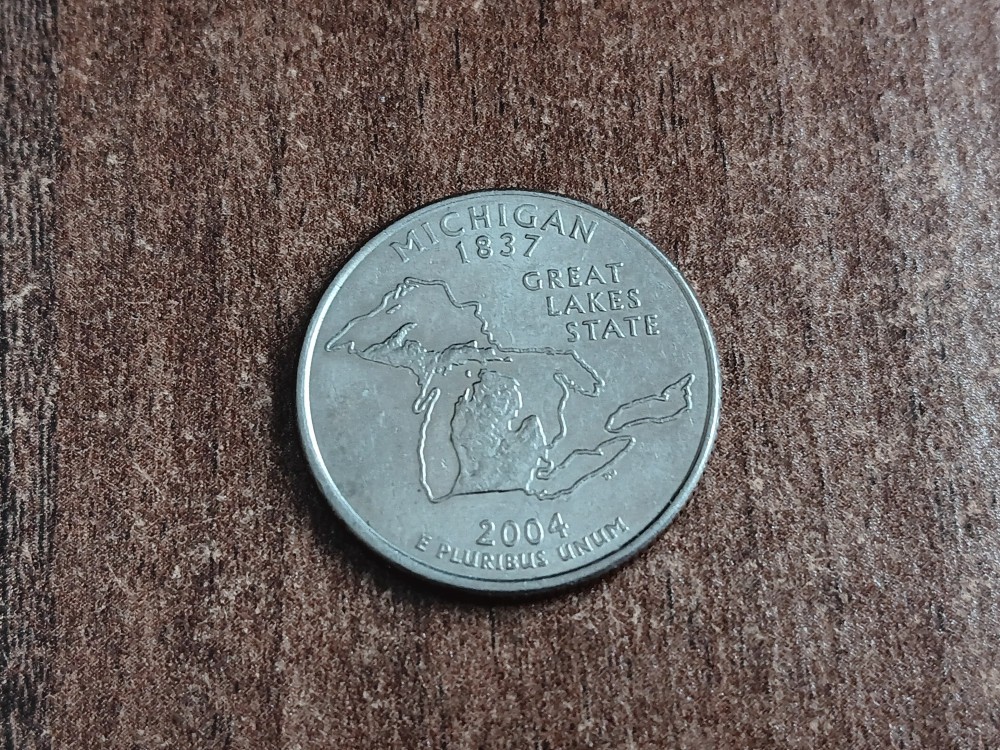 MICHIGAN
1837
GREAT
LAKES
STATE
2004
E PLURIBUS UNUM